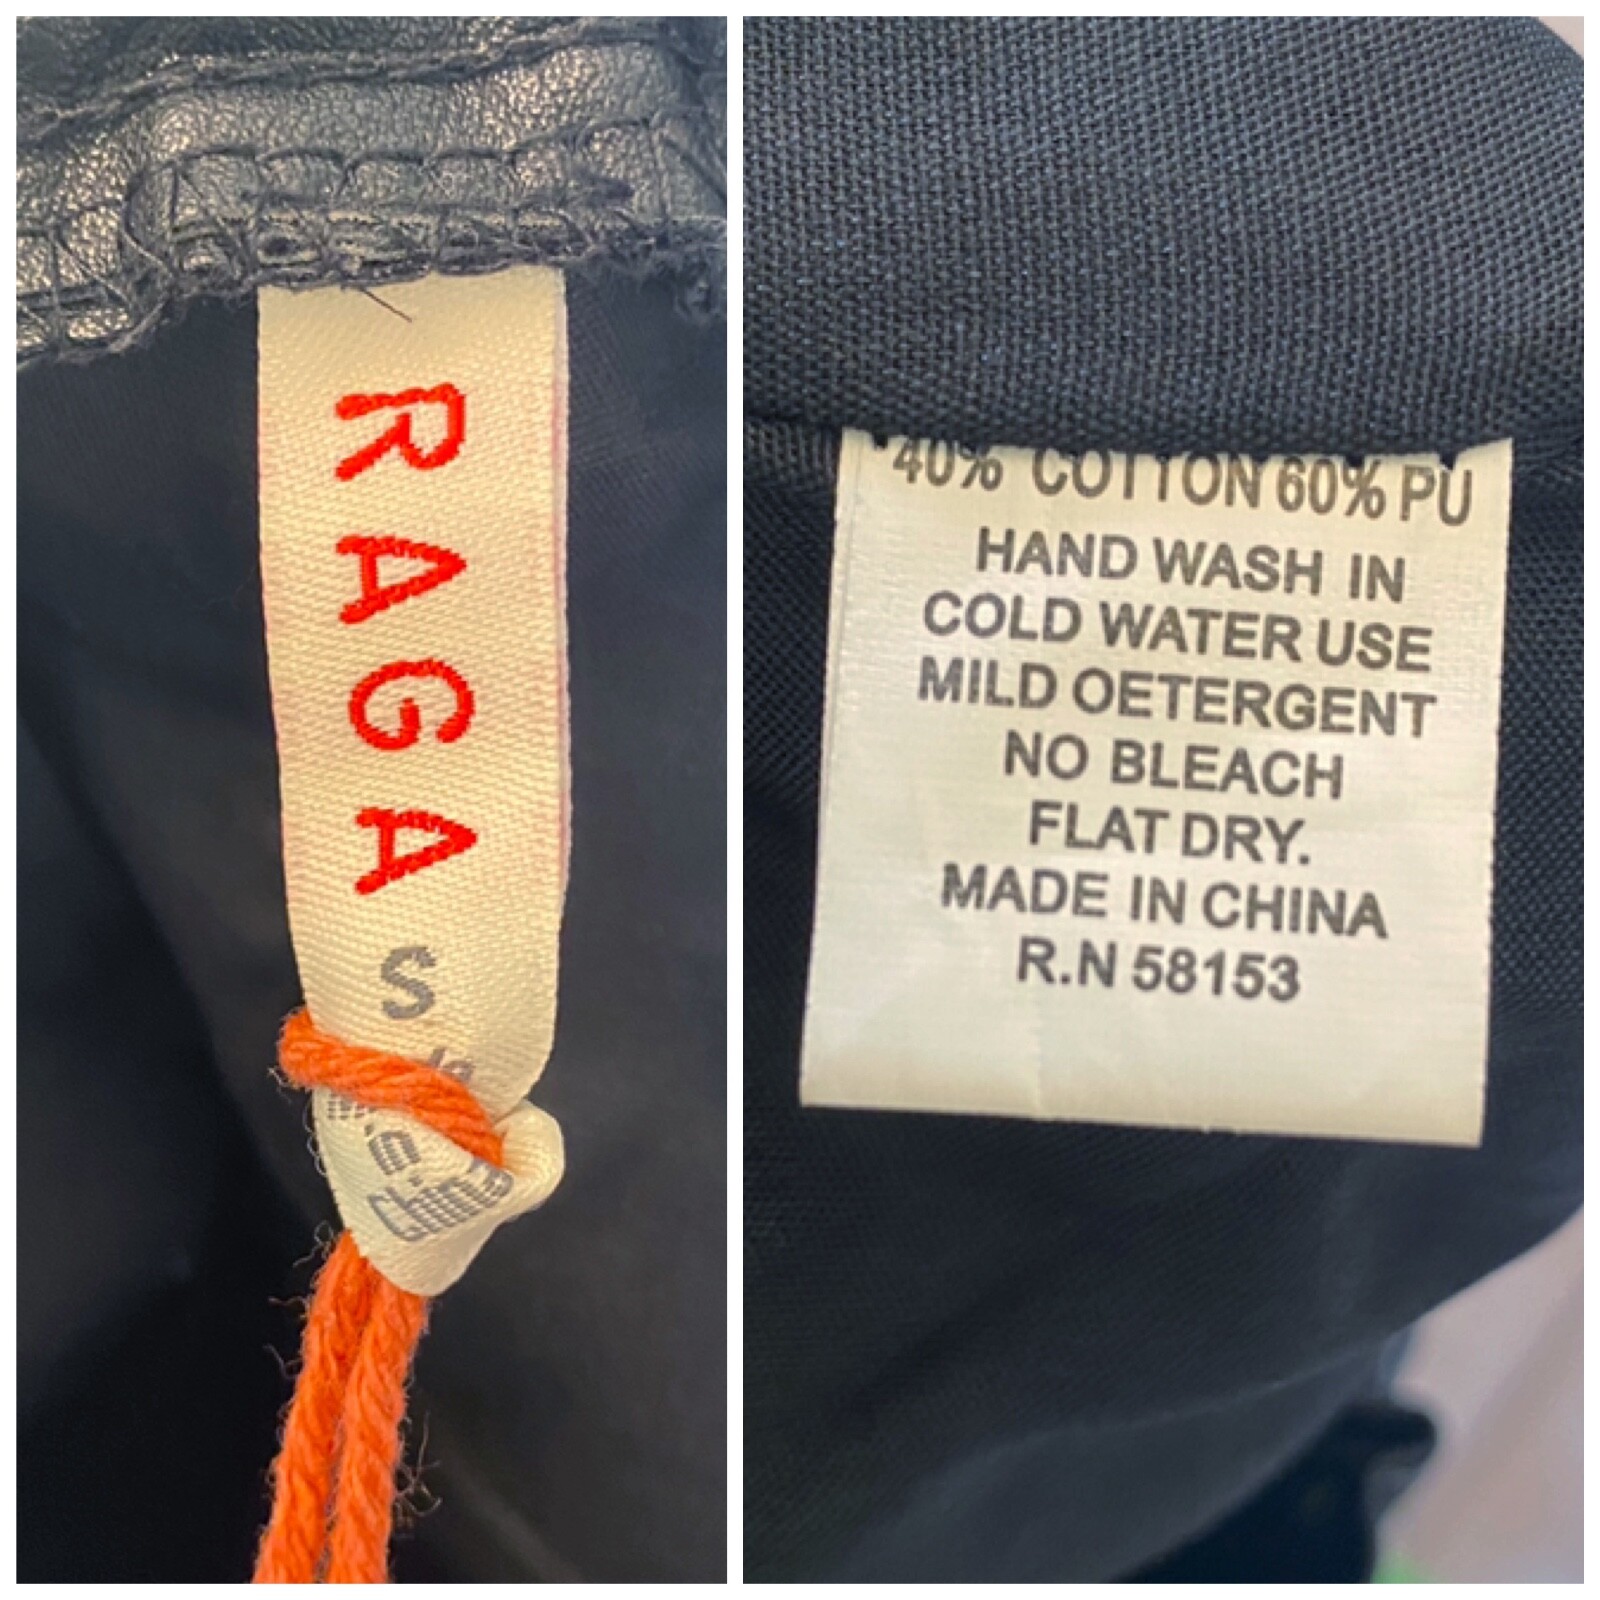 RAGA
S
40% COTTON 60% PU
HAND WASH IN
COLD WATER USE
MILD OETERGENT
NO BLEACH
FLAT DRY.
MADE IN CHINA
R.N 58153